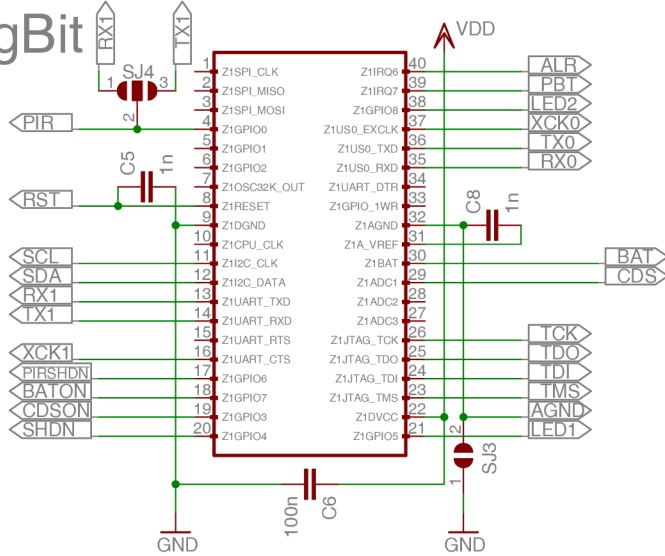 gBit
RX1
TX1
VDD
SJ4
1
3
2
PIR
C5
1n
RST
SCL
SDA
RX1
TX1
XCK1
PIRSHDN
BATON
CDSON
SHDN
1 Z1SPI_CLK
2 Z1SPI_MISO
3 Z1SPI_MOSI
4 Z1GPIO0
5 Z1GPIO1
6 Z1GPIO2
7 Z1OSC32K_OUT
8 Z1RESET
9 Z1DGND
10 Z1CPU_CLK
11 Z1I2C_CLK
12 Z1I2C_DATA
13 Z1UART_TXD
14 Z1UART_RXD
15 Z1UART_RTS
16 Z1UART_CTS
17 Z1GPIO6
18 Z1GPIO7
19 Z1GPIO3
20 Z1GPIO4
Z1IRQ6 40
Z1IRQ7 39
Z1GPIO8 38
Z1US0_EXCLK 37
Z1US0_TXD 36
Z1US0_RXD 35
Z1UART_DTR 34
Z1GPIO_1WR 33
Z1AGND 32
Z1A_VREF 31
Z1BAT 30
Z1ADC1 29
Z1ADC2 28
Z1ADC3 27
Z1JTAG_TCK 26
Z1JTAG_TDO 25
Z1JTAG_TDI 24
Z1JTAG_TMS 23
Z1DVCC 22
Z1GPIO5 21
ALR
PBT
LED2
XCK0
TX0
RX0
C8
1n
BAT
CDS
TCK
TDO
TDI
TMS
AGND
LED1
2
SJ3
1
100n
C6
GND
GND